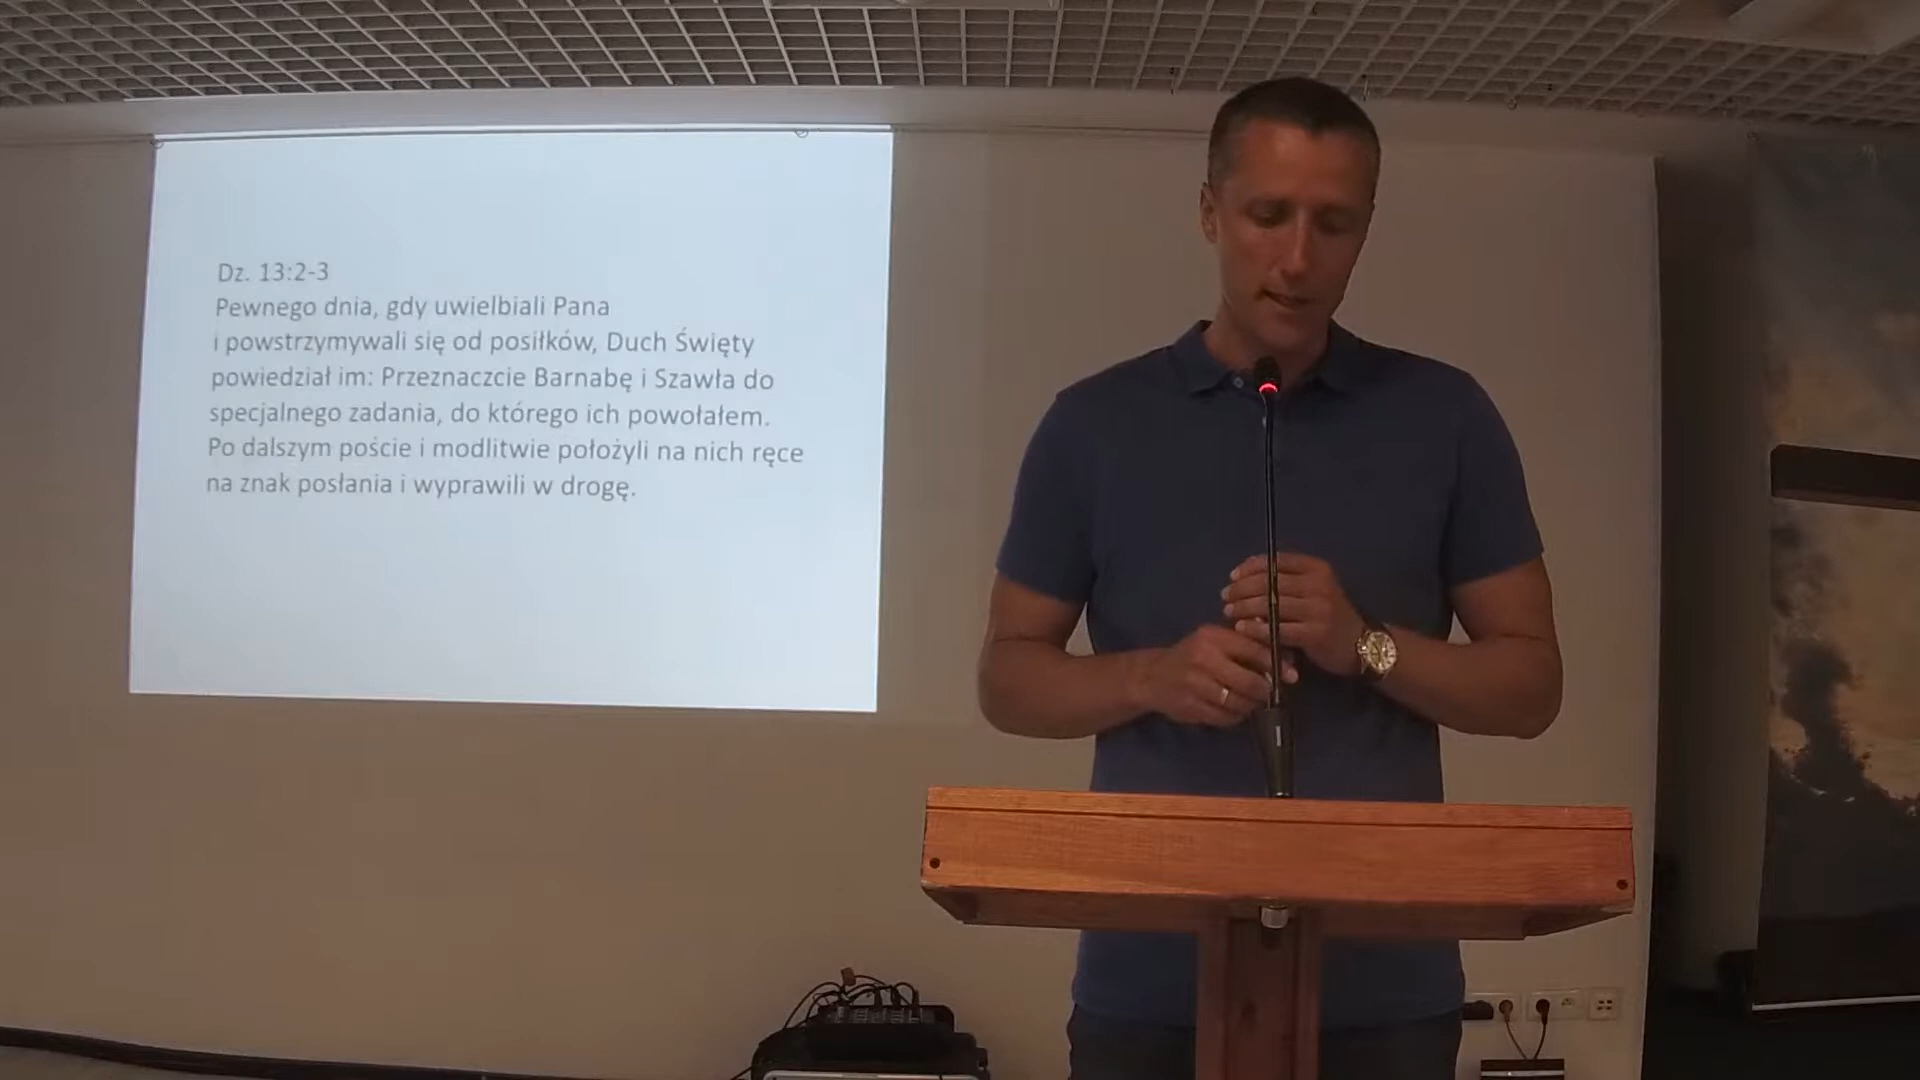 Dz. 13:2-3
Pewnego dnia, gdy uwielbiali Pana
i powstrzymywali się od posiłków, Duch Święty
powiedział im: Przeznaczcie Barnabę i Szawła do
specjalnego zadania, do którego ich powołałem.
Po dalszym poście i modlitwie położyli na nich ręce
na znak posłania i wyprawili w drogę.